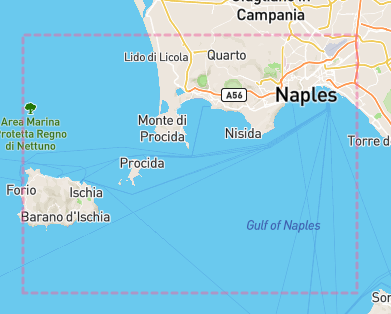 Giugliano in
Campania
Lido di Licola
Quarto
A56
Naples
Area Marina
Protetta Regno
di Nettuno
Monte di
Procida
Nisida
Torre d
Procida
Forio
Ischia
Barano d'Ischia
Gulf of Naples
Sor